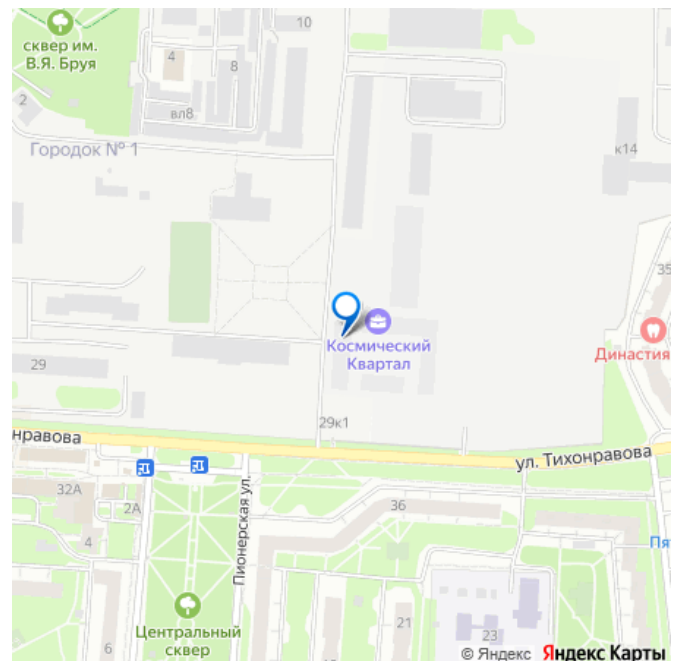 10
сквер им.
В.Я. Бруя
4
8
2
вл8
Городок № 1
к14
35
Космический
Квартал
Династия
29
29к1
нравова
ул. Тихонравова
32А
2А
Пионерская ул.
36
4
Пя
Центральный
сквер
6
21
23
© Яндекс Яндекс Карты